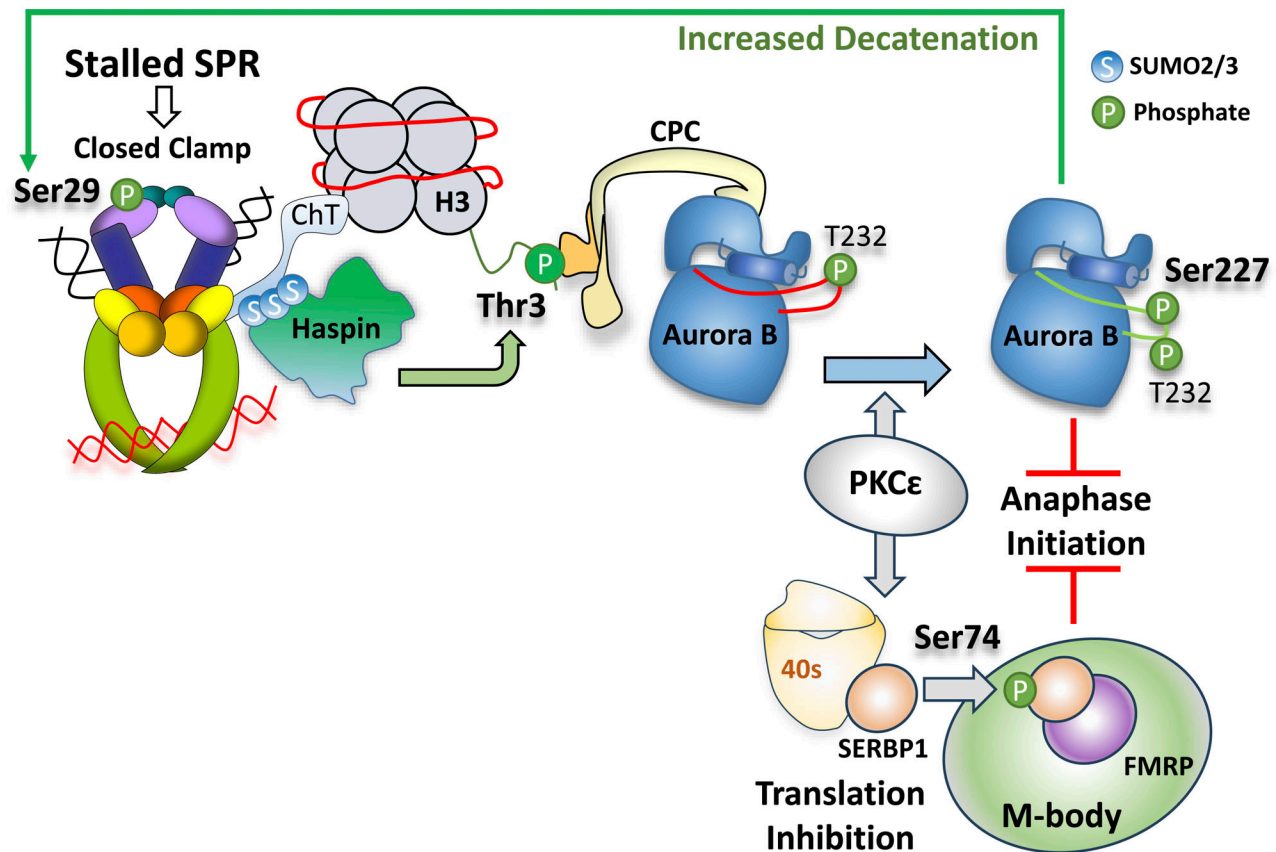 Increased Decatenation
Stalled SPR
S SUMO2/3
P Phosphate
Closed Clamp
CPC
Ser29 P
ChT
H3
T232
P
S S S
Haspin
P
Thr3
Aurora B
Ser227
P
Aurora B
P
T232
PKCε
Anaphase
Initiation
40s
Ser74
P
SERBP1
FMRP
Translation
Inhibition
M-body